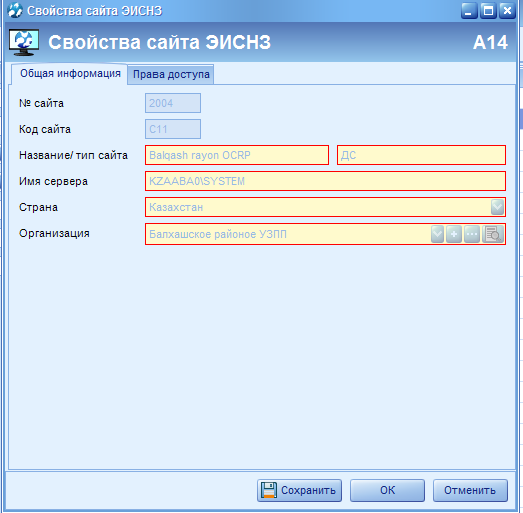 Свойства сайта ЭИСНЗ
Свойства сайта ЭИСНЗ A14
Общая информация Права доступа
№ сайта 2004
Код сайта C11
Название/ тип сайта Balqash rayon OCRP ДС
Имя сервера KZAABA0\SYSTEM
Страна Казахстан
Организация Балхашское районое УЗПП
Сохранить ОК Отменить